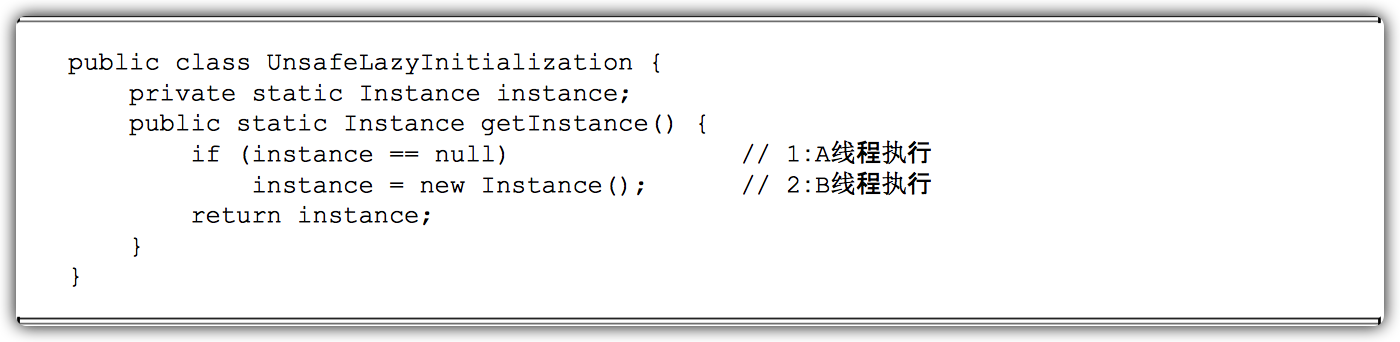 public class UnsafeLazyInitialization {
    private static Instance instance;
    public static Instance getInstance() {
        if (instance == null)               // 1:A线程执行
            instance = new Instance();      // 2:B线程执行
        return instance;
    }
}